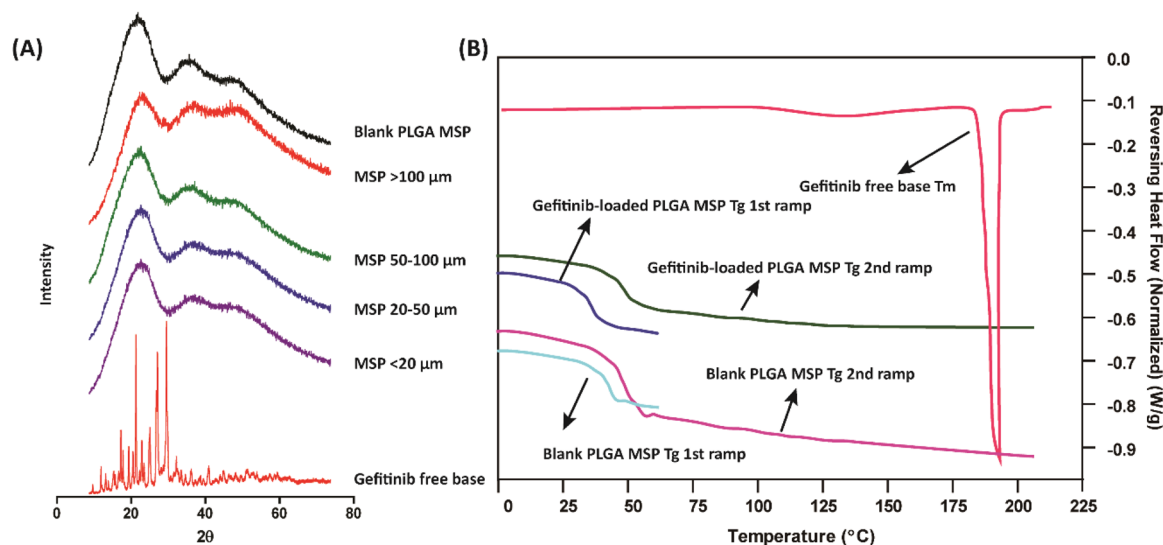 (A)
Blank PLGA MSP
MSP >100 µm
MSP 50-100 µm
MSP 20-50 µm
MSP <20 µm
Gefitinib free base
Intensity
0 20 40 60 80
2θ
(B)
Gefitinib free base Tm
Gefitinib-loaded PLGA MSP Tg 1st ramp
Gefitinib-loaded PLGA MSP Tg 2nd ramp
Blank PLGA MSP Tg 2nd ramp
Blank PLGA MSP Tg 1st ramp
0.0
-0.1
-0.2
-0.3
-0.4
-0.5
-0.6
-0.7
-0.8
-0.9
Reversing Heat Flow (Normalized) (W/g)
0 25 50 75 100 125 150 175 200 225
Temperature (°C)